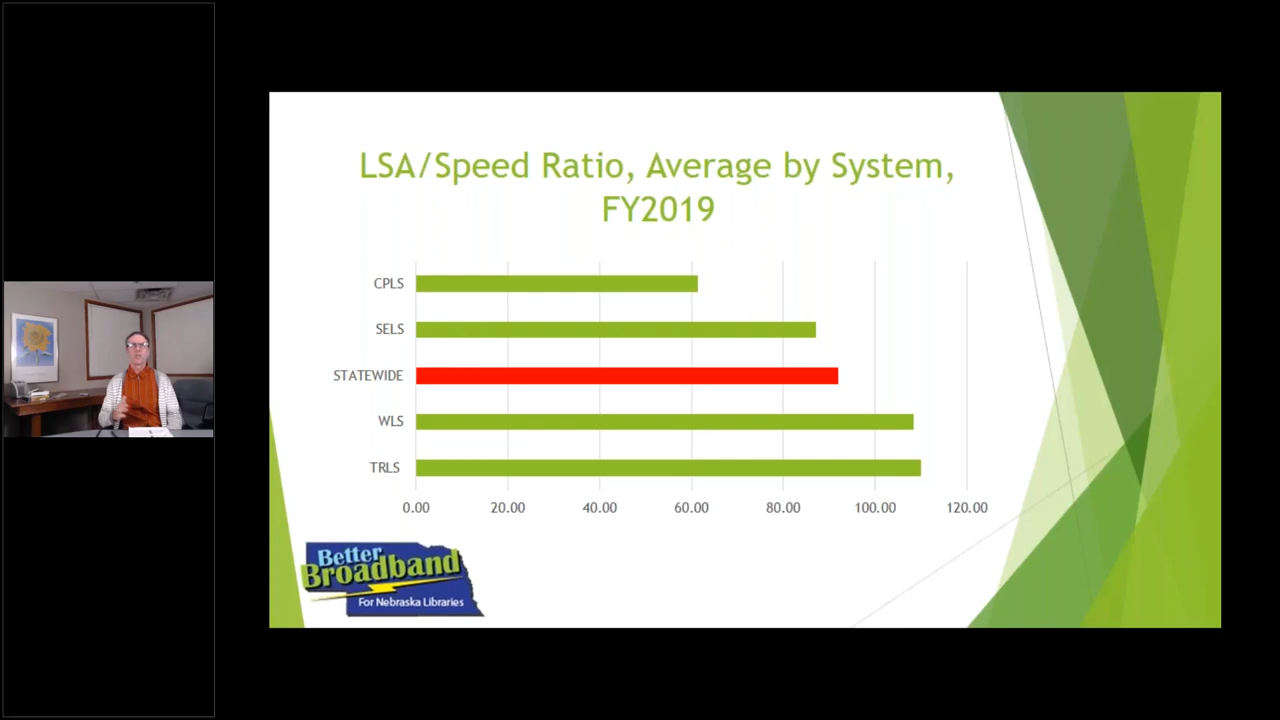 LSA/Speed Ratio, Average by System,
FY2019
CPLS
SELS
STATEWIDE
WLS
TRLS
0.00 20.00 40.00 60.00 80.00 100.00 120.00
Better
Broadband
For Nebraska Libraries